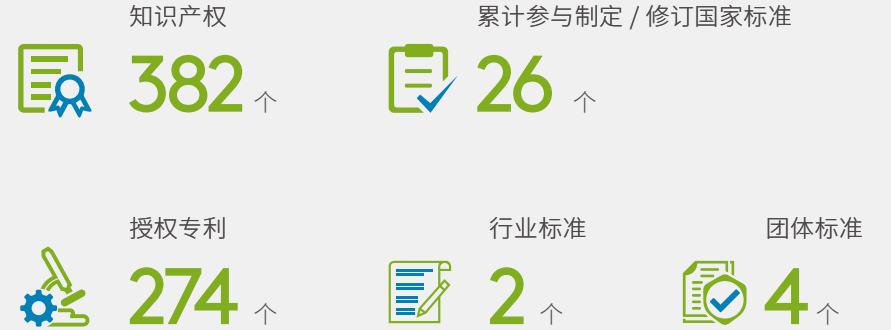 知识产权
382 个
累计参与制定 / 修订国家标准
26 个
授权专利
274 个
行业标准
2 个
团体标准
4 个